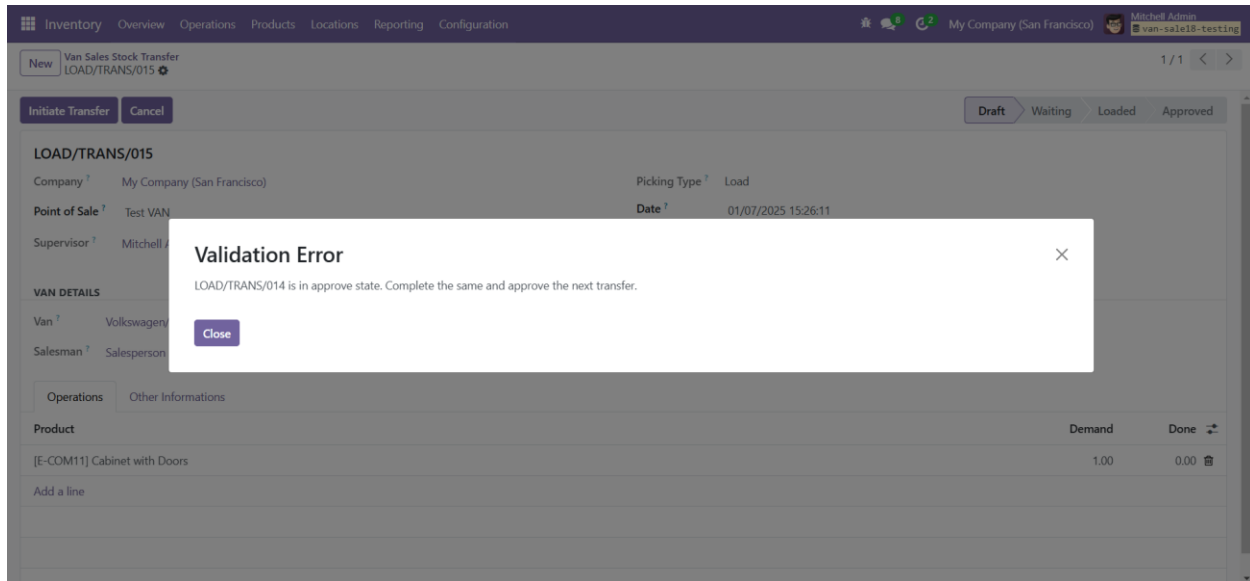 Inventory Overview Operations Products Locations Reporting Configuration 8 2 My Company (San Francisco) Mitchell Admin
van-sale18-testing
New Van Sales Stock Transfer 1 / 1
LOAD/TRANS/015
Initiate Transfer Cancel Draft Waiting Loaded Approved
LOAD/TRANS/015
Company ? My Company (San Francisco) Picking Type ? Load
Point of Sale ? Test VAN Date ? 01/07/2025 15:26:11
Supervisor ? Mitchell
Validation Error
LOAD/TRANS/014 is in approve state. Complete the same and approve the next transfer.
Close
VAN DETAILS
Van ? Volkswagen/
Salesman ? Salesperson
Operations Other Informations
Product Demand Done
[E-COM11] Cabinet with Doors 1.00 0.00
Add a line